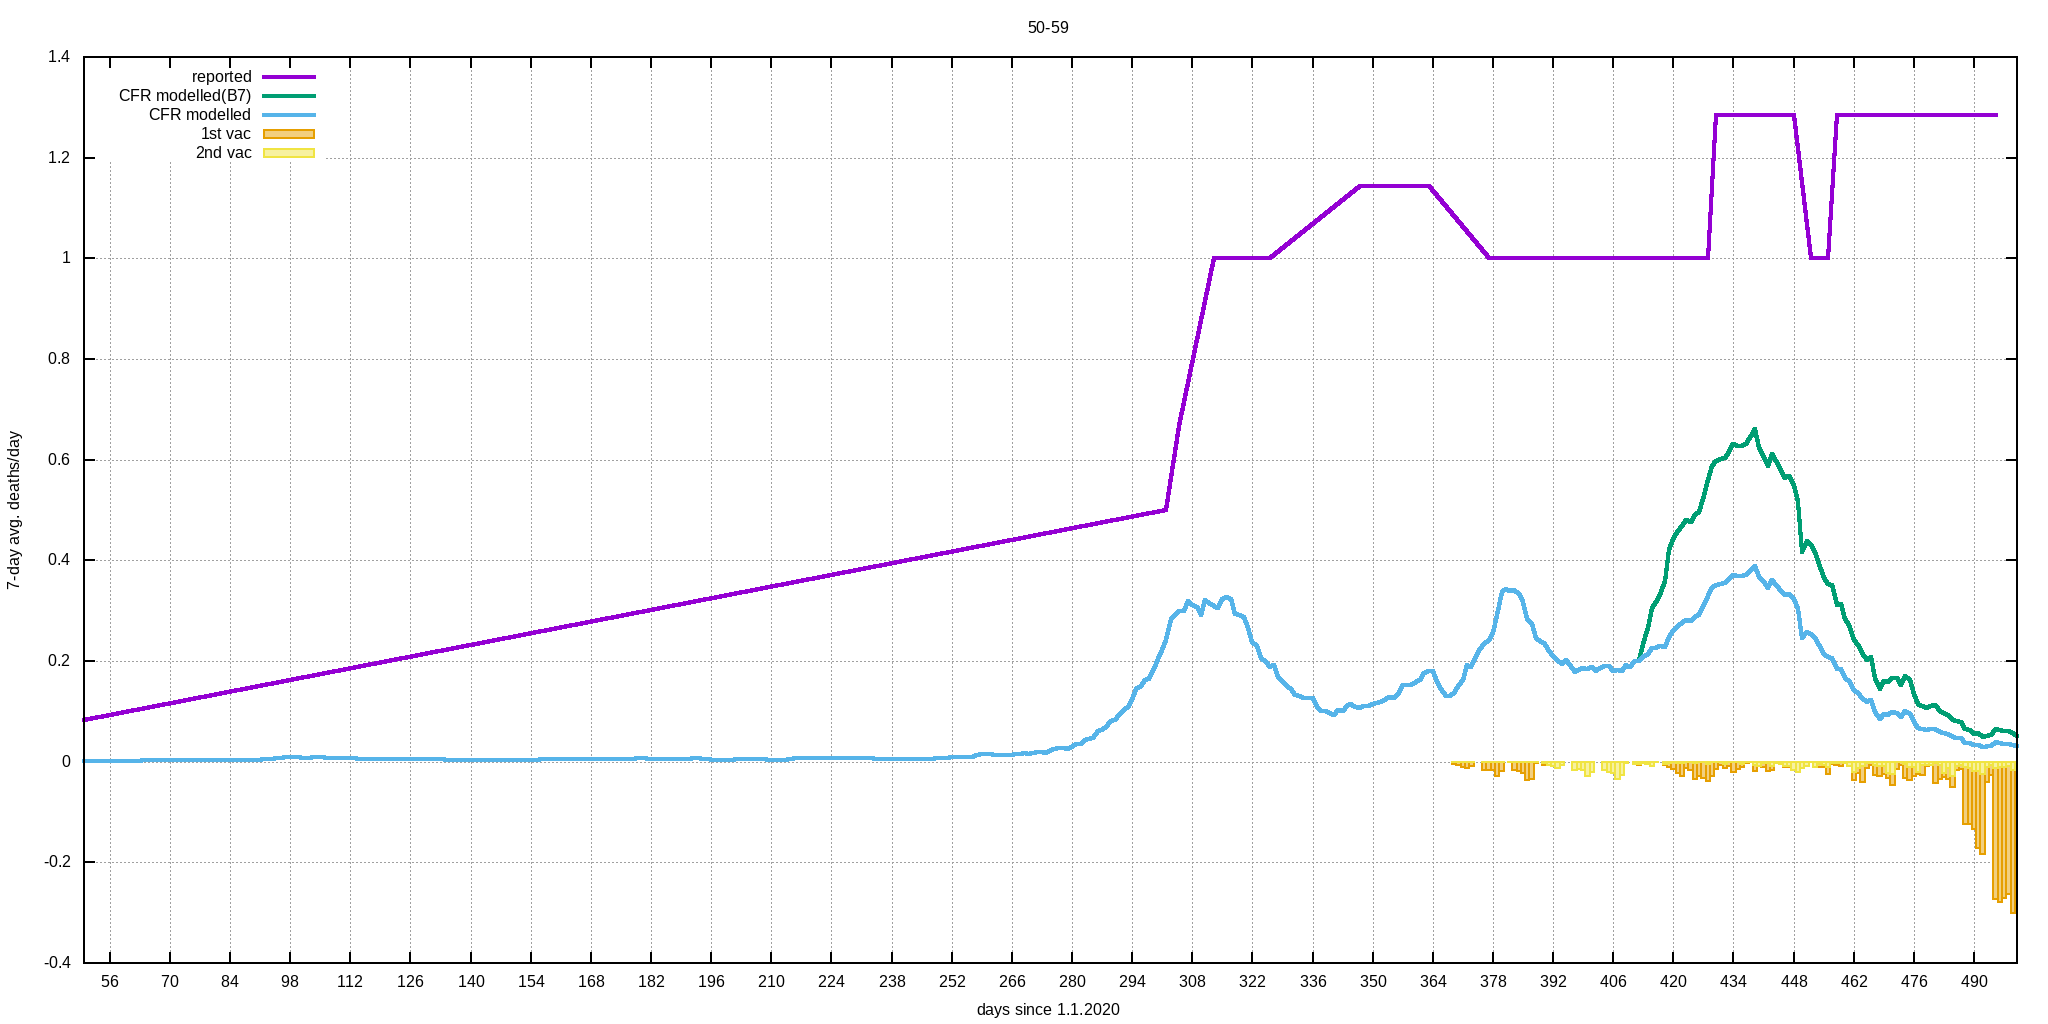 50-59
reported
CFR modelled(B7)
CFR modelled
1st vac
2nd vac
1.4
1.2
1
0.8
0.6
0.4
0.2
0
-0.2
-0.4
7-day avg. deaths/day
56 70 84 98 112 126 140 154 168 182 196 210 224 238 252 266 280 294 308 322 336 350 364 378 392 406 420 434 448 462 476 490
days since 1.1.2020